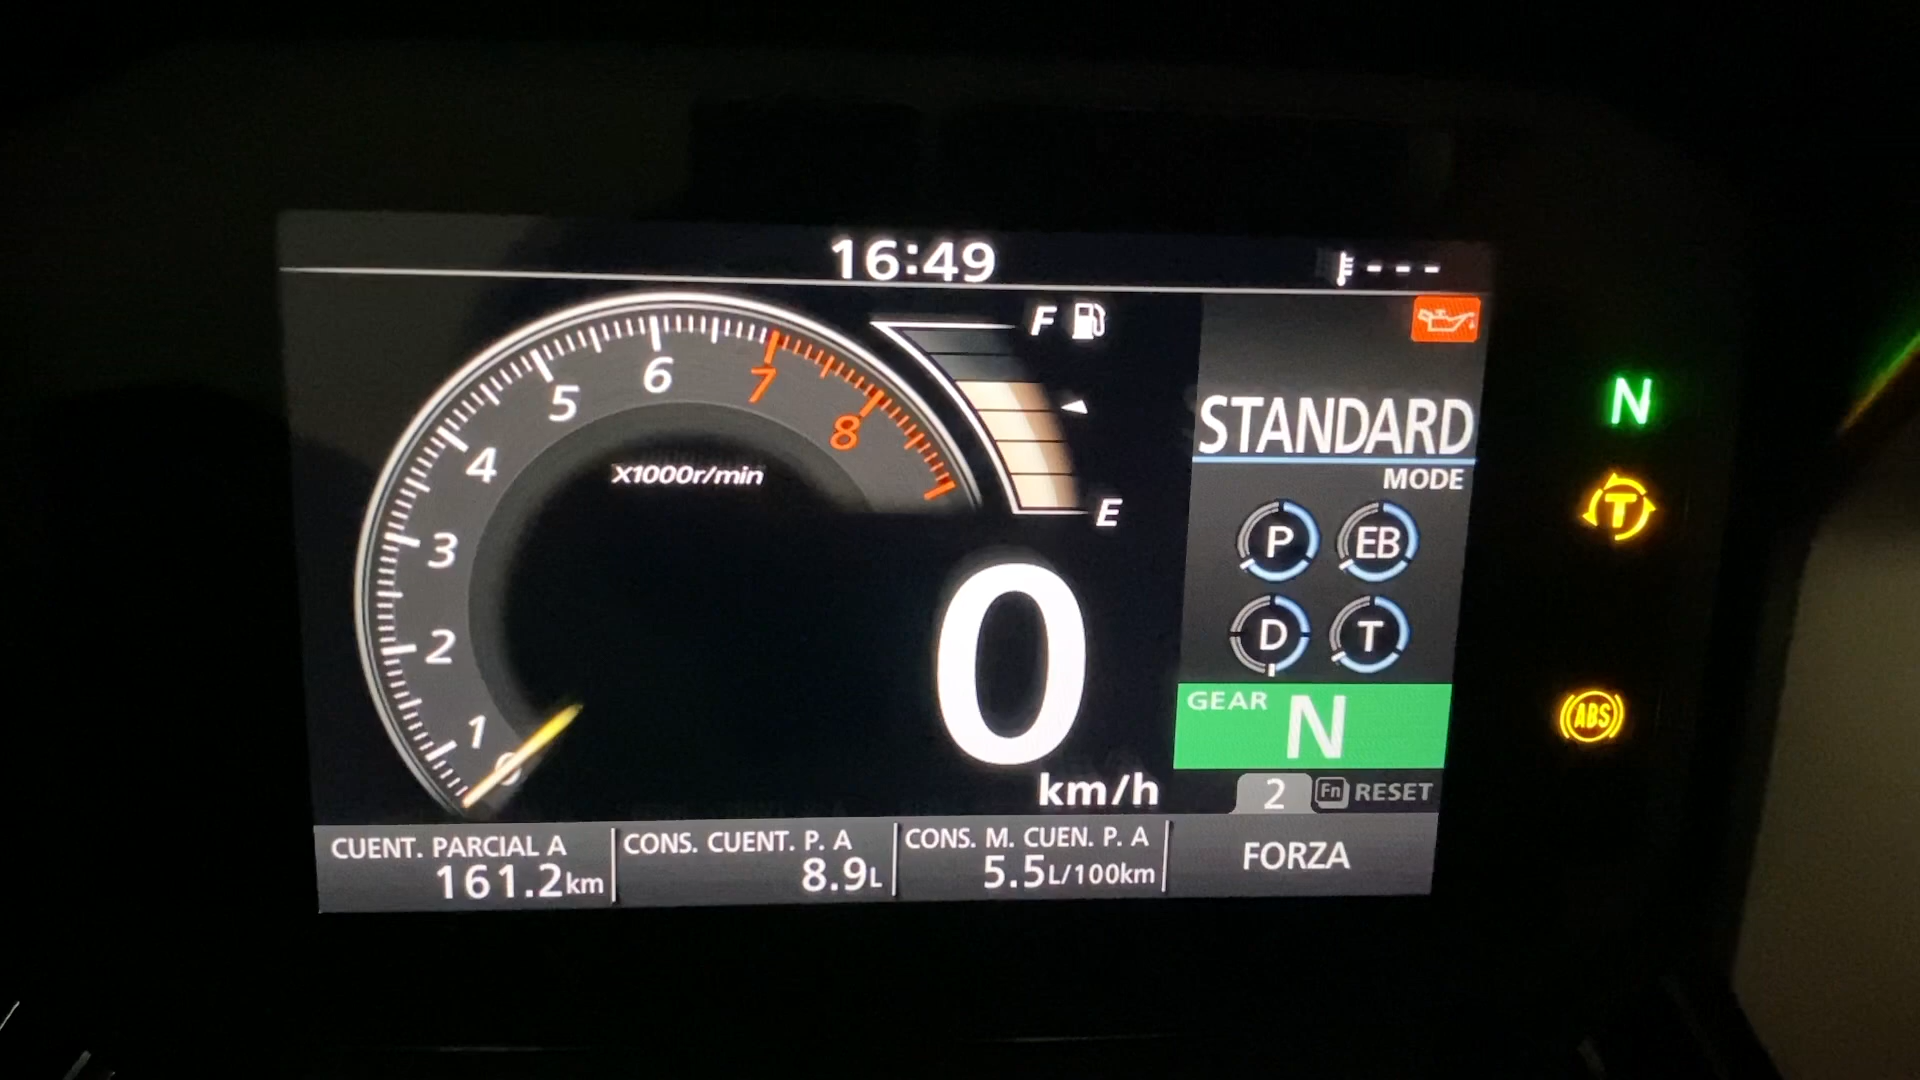 16:49
---
F
E
8
7
6
5
4
3
2
1
0
x1000r/min
0
km/h
STANDARD
MODE
P EB
D T
GEAR N
2 Fn RESET
CUENT. PARCIAL A
161.2km
CONS. CUENT. P. A
8.9L
CONS. M. CUEN. P. A
5.5L/100km
FORZA
N
T
ABS